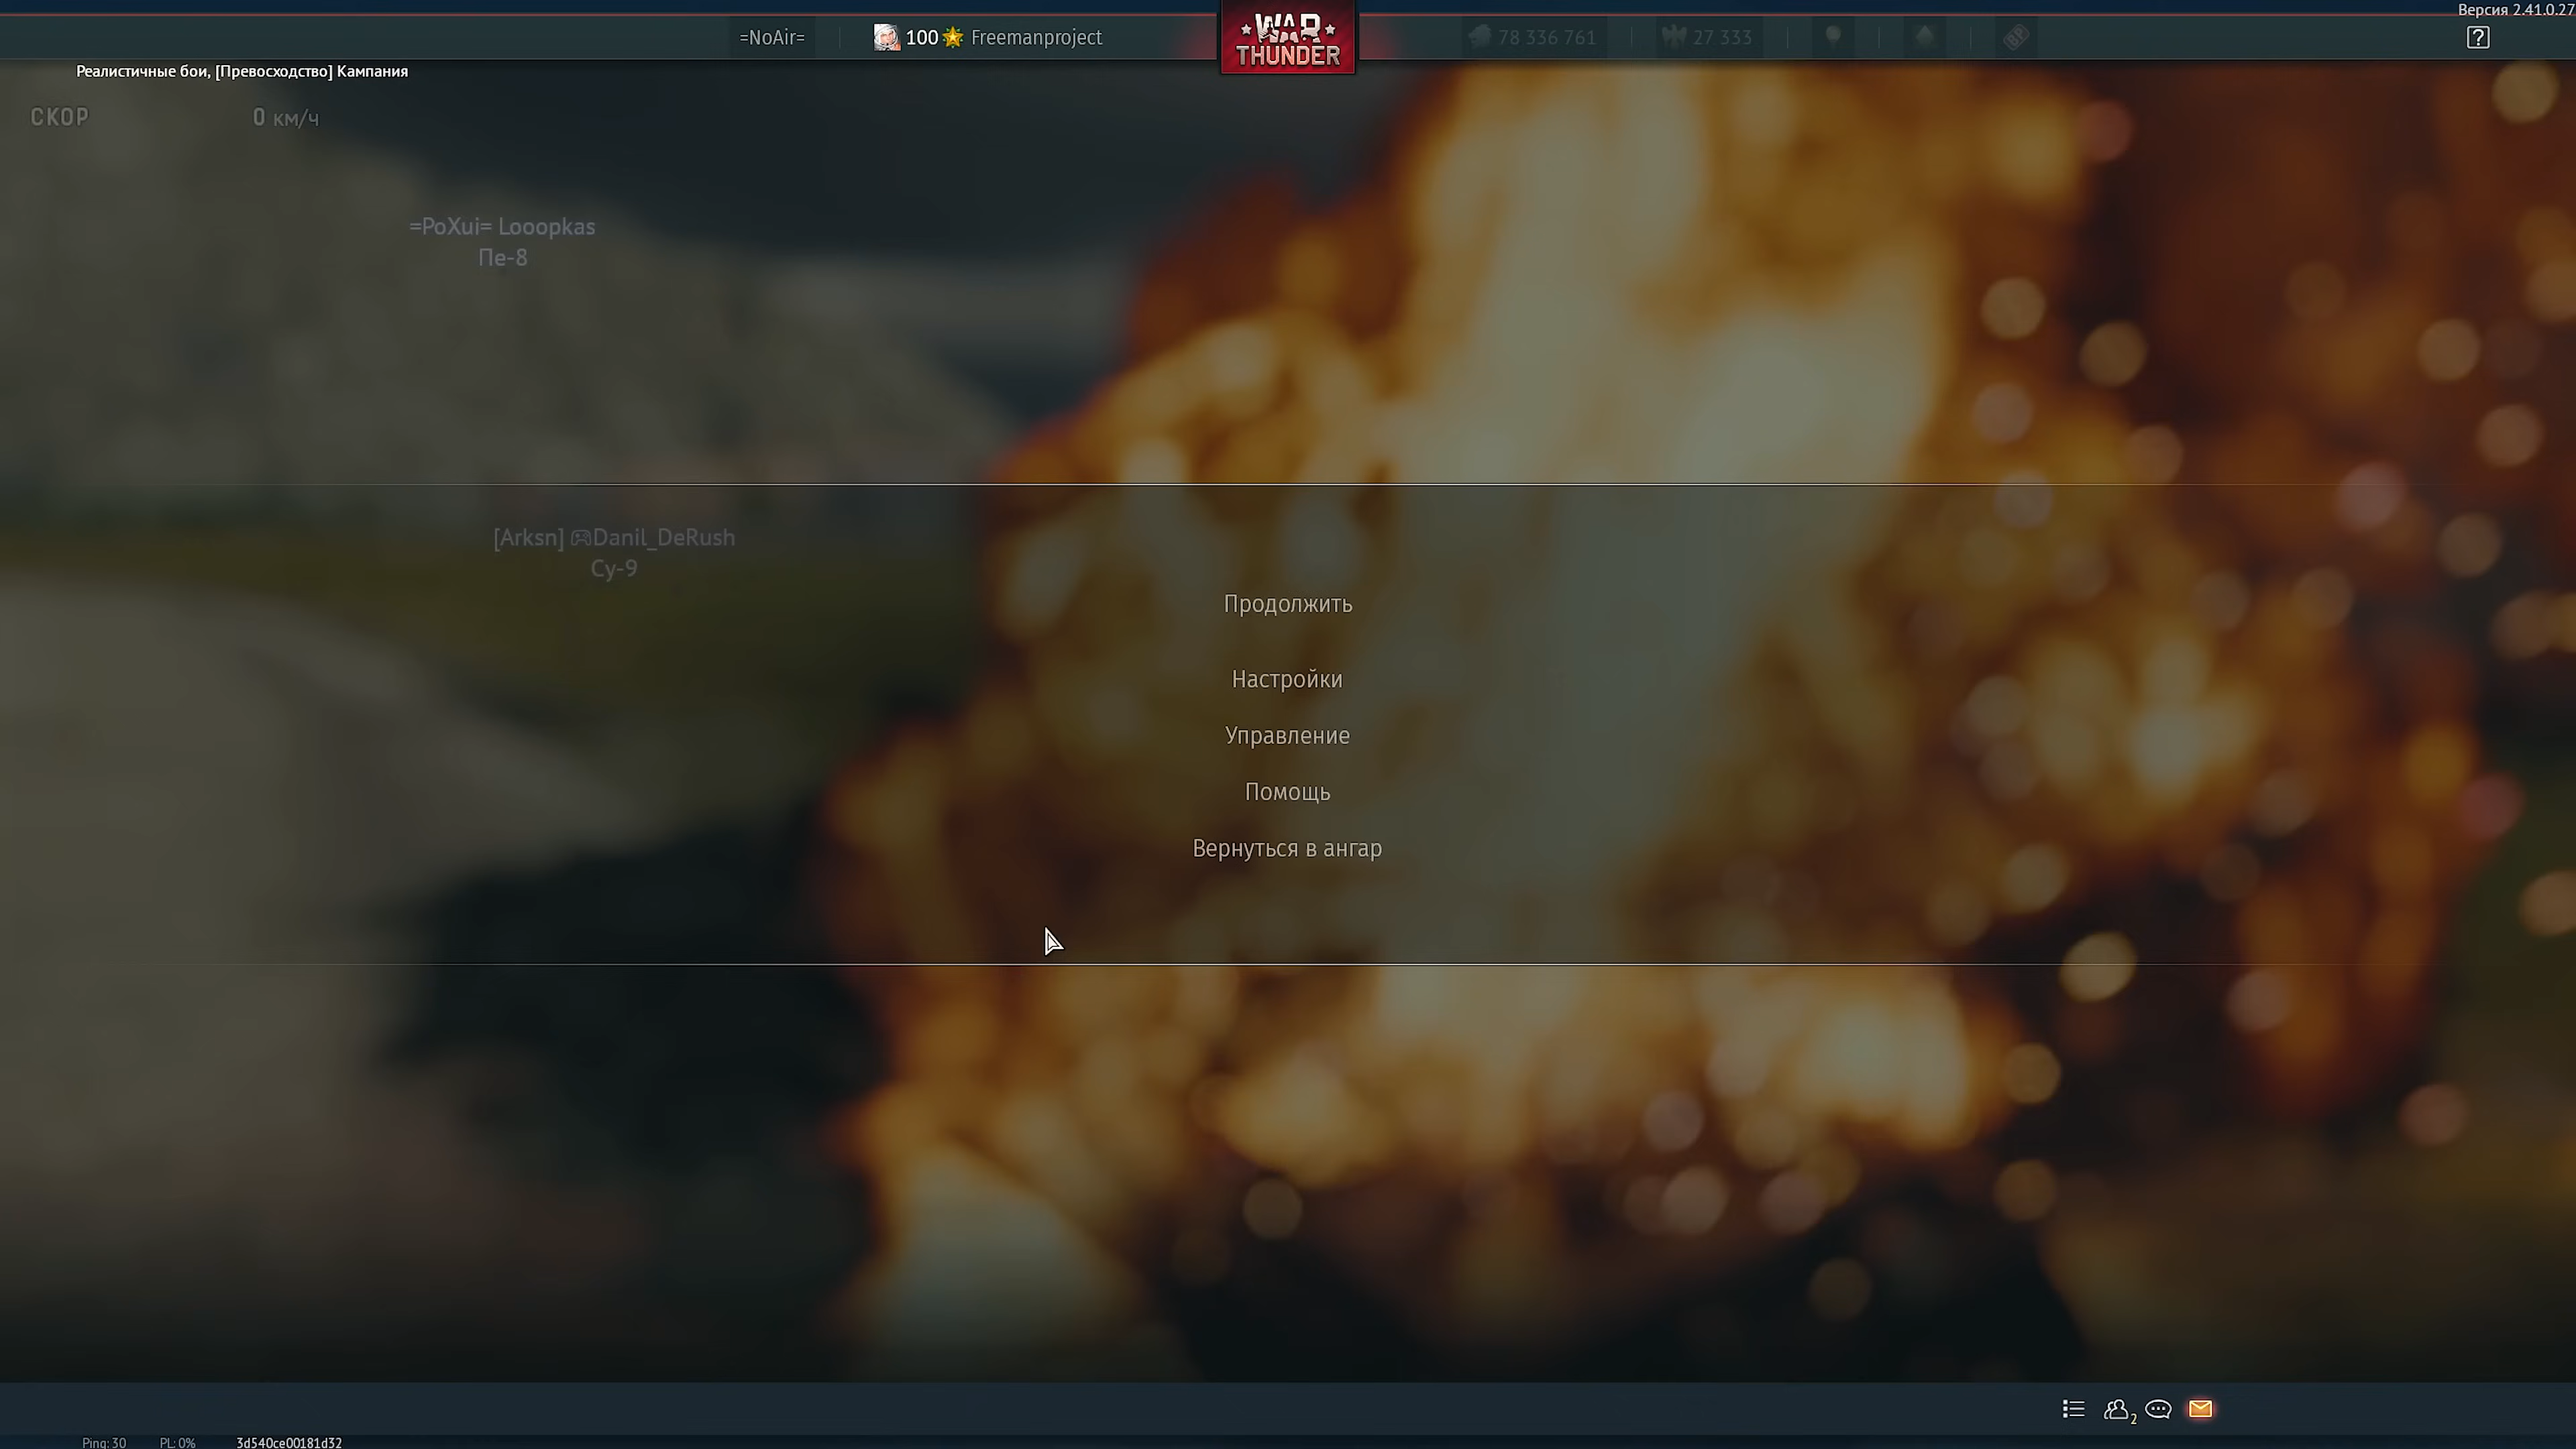 Версия 2.41.0.27
=NoAir=
100 Freemanproject
WAR
THUNDER
78 336 761
27 333
Реалистичные бои, [Превосходство] Кампания
СКОР 0 км/ч
=PoXui= Looopkas
Пе-8
[Arksn] Danil_DeRush
Су-9
Продолжить
Настройки
Управление
Помощь
Вернуться в ангар
2
Ping: 30 PL: 0% 3d540ce00181d32